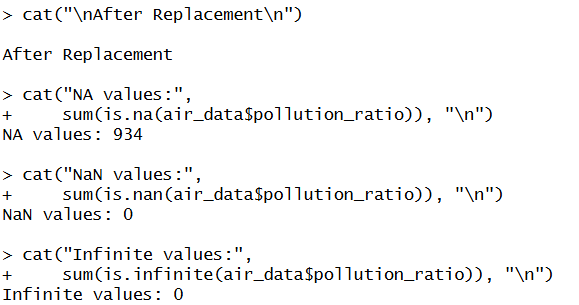 > cat("\nAfter Replacement\n")
After Replacement
> cat("NA values:",
+     sum(is.na(air_data$pollution_ratio)), "\n")
NA values: 934
> cat("NaN values:",
+     sum(is.nan(air_data$pollution_ratio)), "\n")
NaN values: 0
> cat("Infinite values:",
+     sum(is.infinite(air_data$pollution_ratio)), "\n")
Infinite values: 0